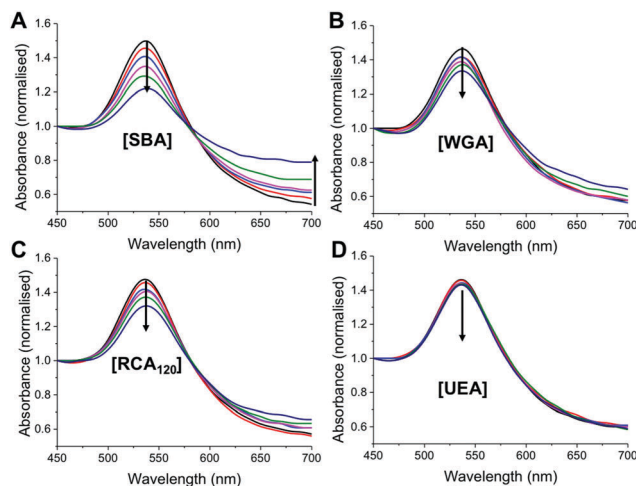 A
1.6
1.4
1.2
1.0
0.8
0.6
Absorbance (normalised)
[SBA]
450 500 550 600 650 700
Wavelength (nm)
B
1.6
1.4
1.2
1.0
0.8
0.6
Absorbance (normalised)
[WGA]
450 500 550 600 650 700
Wavelength (nm)
C
1.6
1.4
1.2
1.0
0.8
0.6
Absorbance (normalised)
[RCA120]
450 500 550 600 650 700
Wavelength (nm)
D
1.6
1.4
1.2
1.0
0.8
0.6
Absorbance (normalised)
[UEA]
450 500 550 600 650 700
Wavelength (nm)